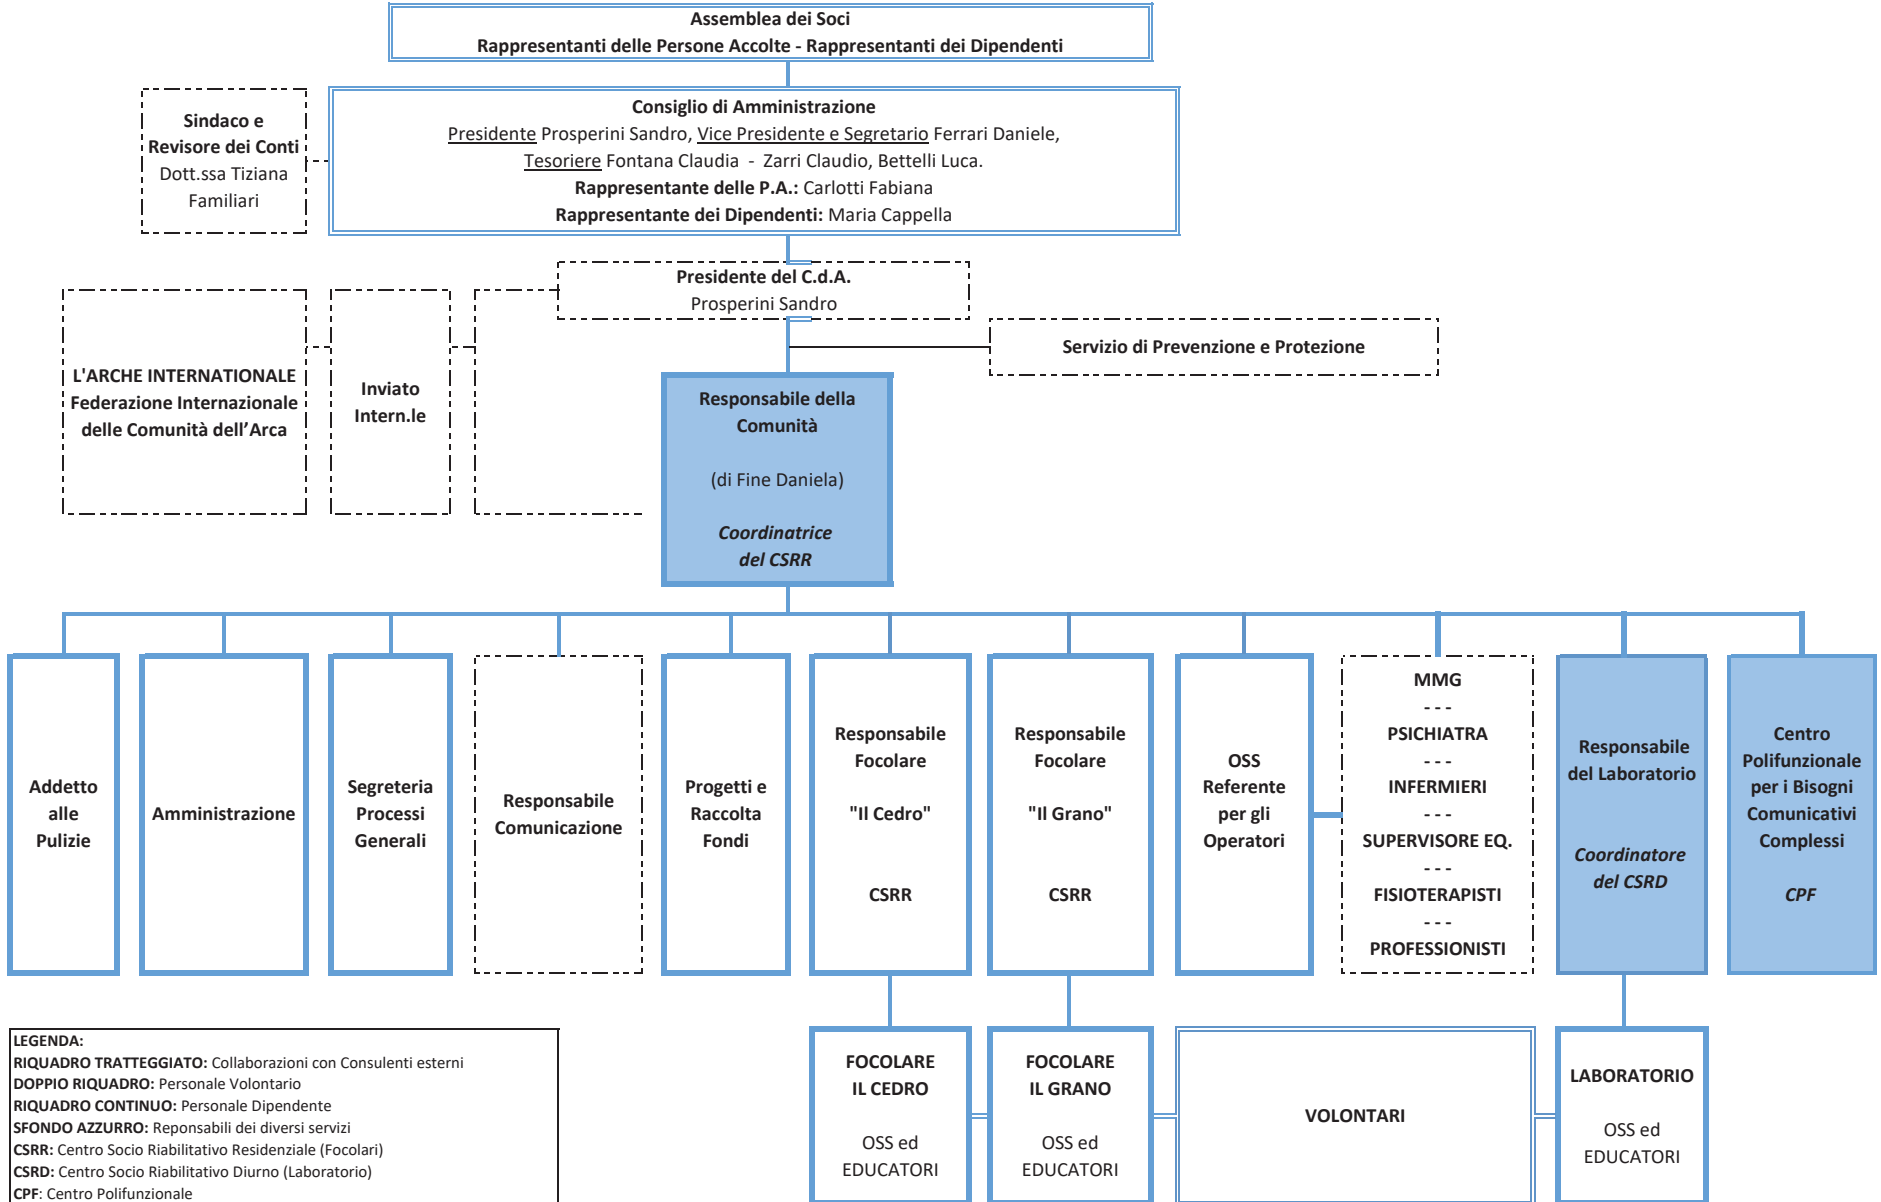 Assemblea dei Soci
Rappresentanti delle Persone Accolte - Rappresentanti dei Dipendenti
Sindaco e
Revisore dei Conti
Dott.ssa Tiziana
Familiari
Consiglio di Amministrazione
Presidente Prosperini Sandro, Vice Presidente e Segretario Ferrari Daniele,
Tesoriere Fontana Claudia - Zarri Claudio, Bettelli Luca.
Rappresentante delle P.A.: Carlotti Fabiana
Rappresentante dei Dipendenti: Maria Cappella
Presidente del C.d.A.
Prosperini Sandro
Servizio di Prevenzione e Protezione
L'ARCHE INTERNATIONALE
Federazione Internazionale
delle Comunità dell’Arca
Inviato
Intern.le
Responsabile della
Comunità
(di Fine Daniela)
Coordinatrice
del CSRR
Addetto
alle
Pulizie
Amministrazione
Segreteria
Processi
Generali
Responsabile
Comunicazione
Progetti e
Raccolta
Fondi
Responsabile
Focolare
"Il Cedro"
CSRR
Responsabile
Focolare
"Il Grano"
CSRR
OSS
Referente
per gli
Operatori
MMG
- - -
PSICHIATRA
- - -
INFERMIERI
- - -
SUPERVISORE EQ.
- - -
FISIOTERAPISTI
- - -
PROFESSIONISTI
Responsabile
del Laboratorio
Coordinatore
del CSRD
Centro
Polifunzionale
per i Bisogni
Comunicativi
Complessi
CPF
FOCOLARE
IL CEDRO
OSS ed
EDUCATORI
FOCOLARE
IL GRANO
OSS ed
EDUCATORI
VOLONTARI
LABORATORIO
OSS ed
EDUCATORI
LEGENDA:
RIQUADRO TRATTEGGIATO: Collaborazioni con Consulenti esterni
DOPPIO RIQUADRO: Personale Volontario
RIQUADRO CONTINUO: Personale Dipendente
SFONDO AZZURRO: Reponsabili dei diversi servizi
CSRR: Centro Socio Riabilitativo Residenziale (Focolari)
CSRD: Centro Socio Riabilitativo Diurno (Laboratorio)
CPF: Centro Polifunzionale